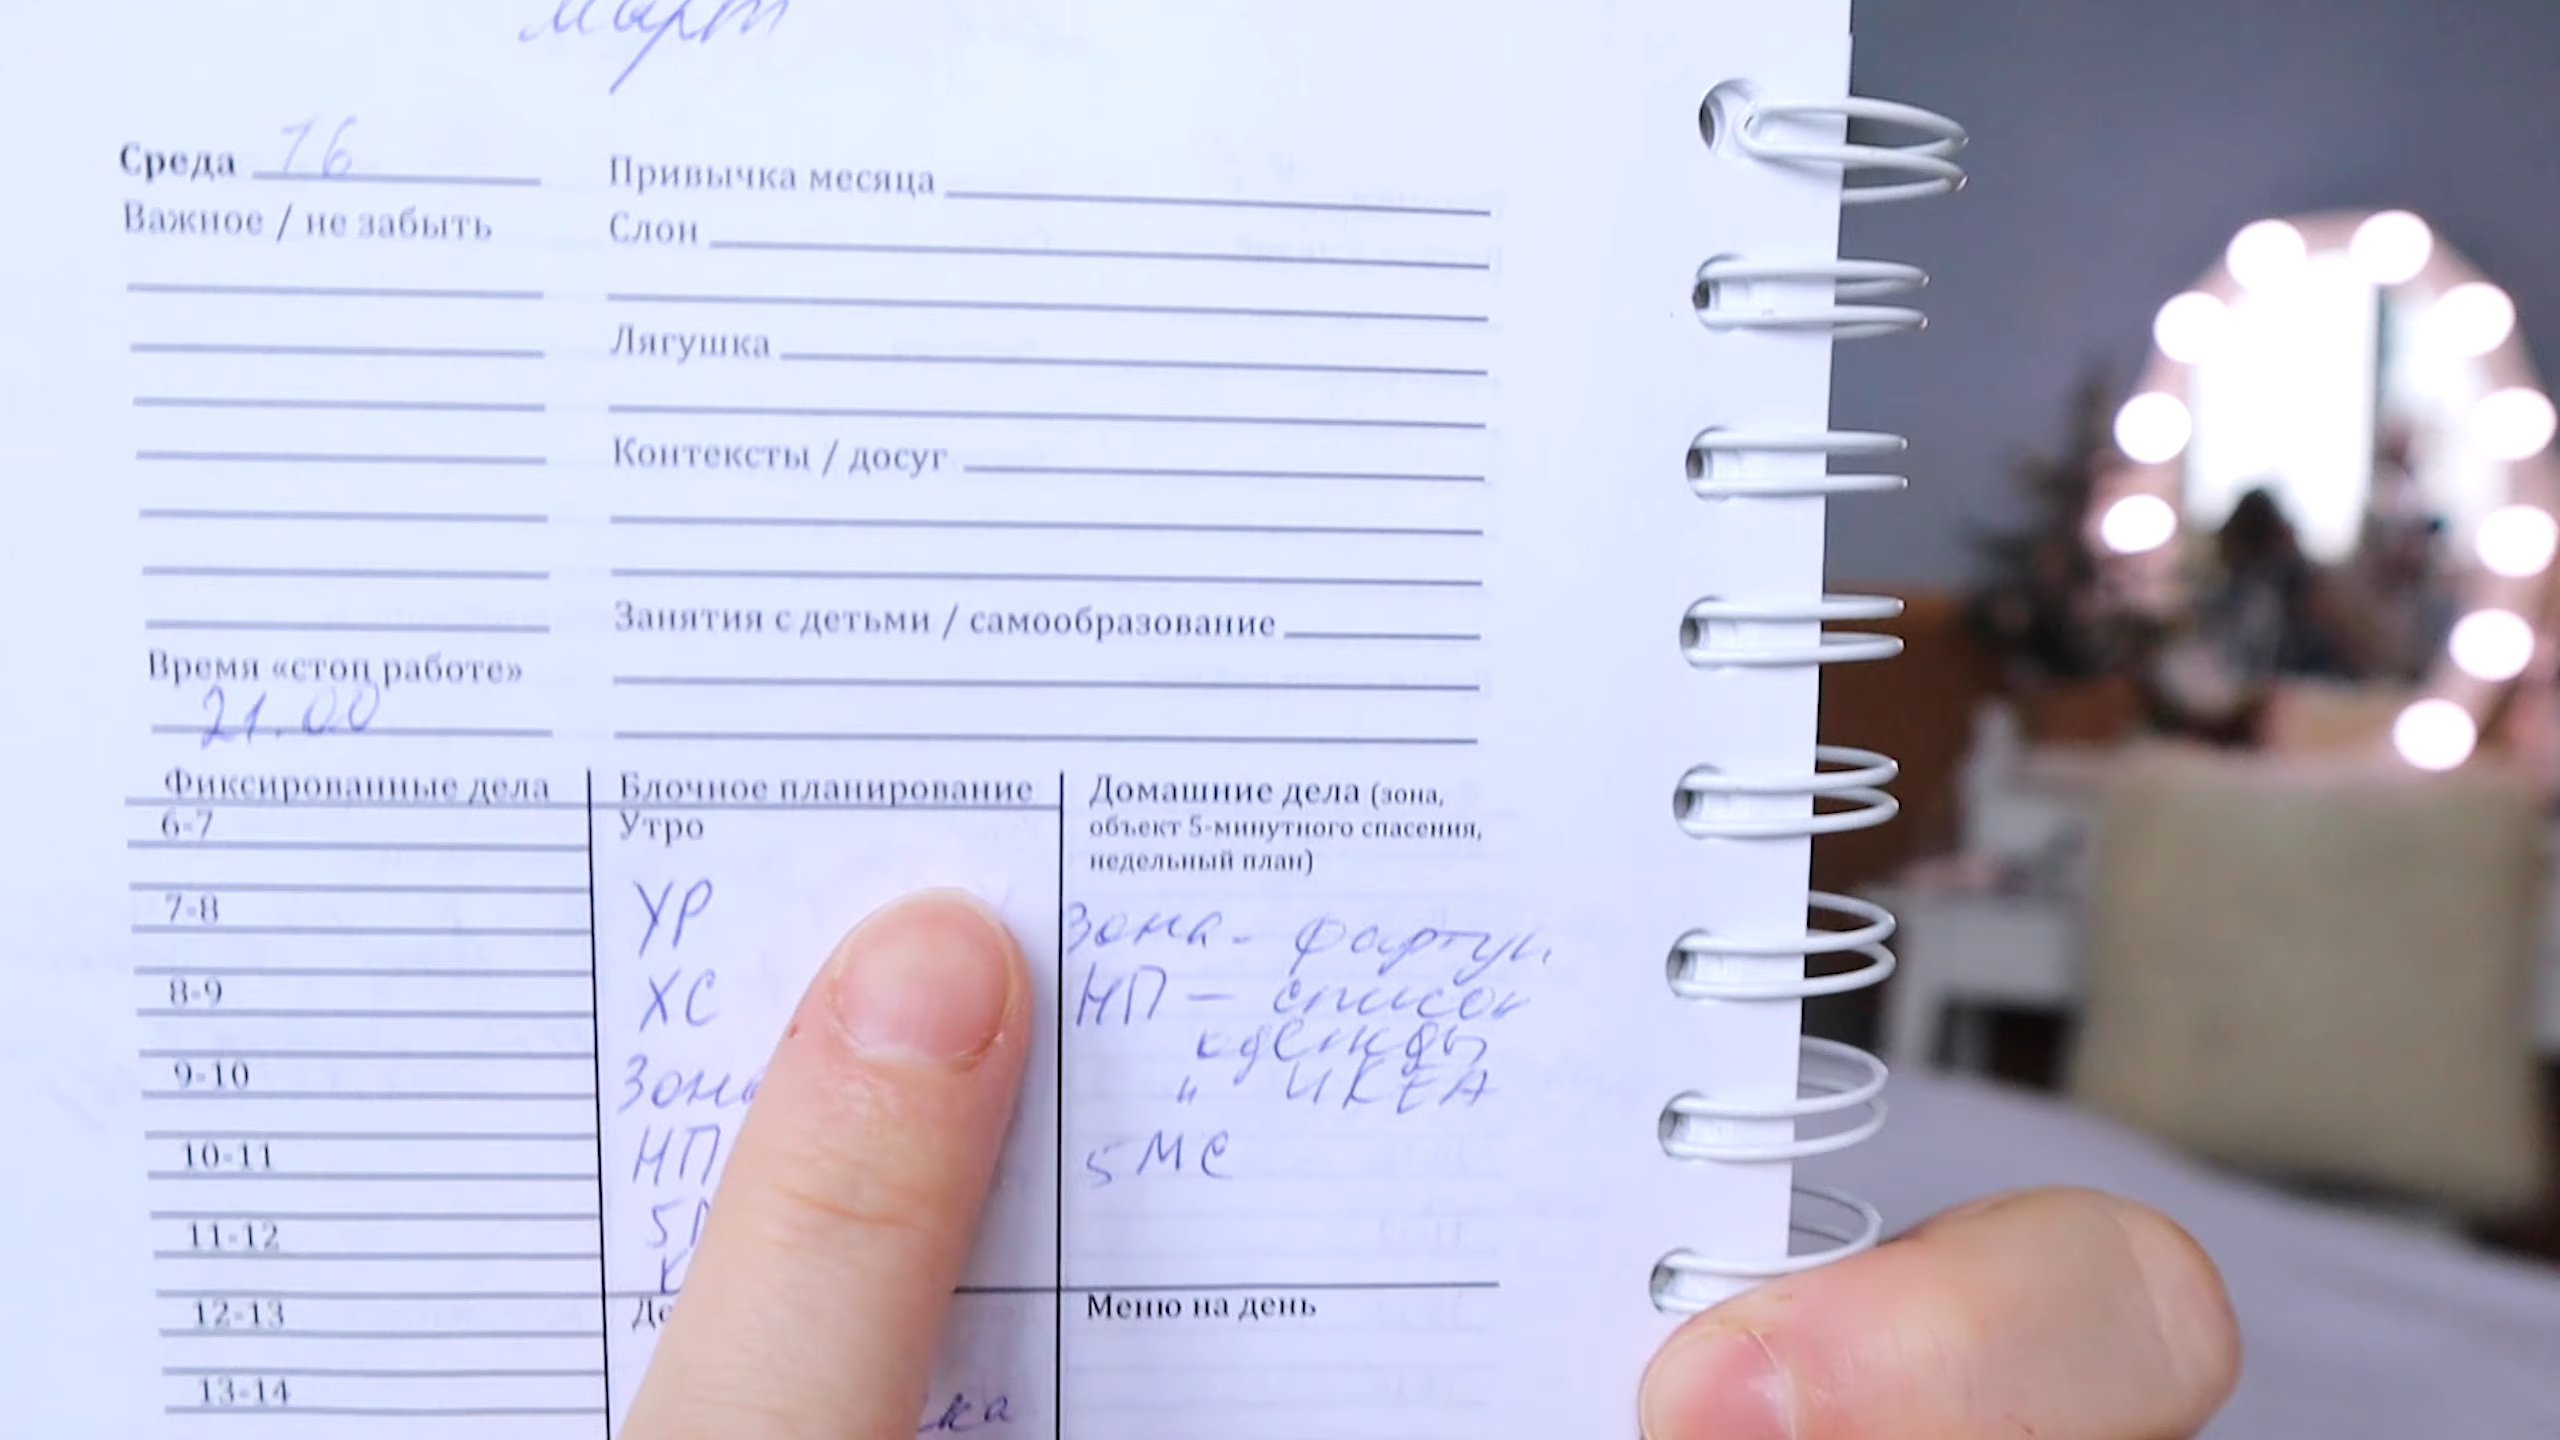 Март
Среда 16
Важное / не забыть
Время «стоп работе»
21.00
Привычка месяца
Слон
Лягушка
Контексты / досуг
Занятия с детьми / самообразование
Фиксированные дела
6-7
7-8
8-9
9-10
10-11
11-12
12-13
13-14
Блочное планирование
Утро
УР
ХС
Зона
НП
Домашние дела (зона,
объект 5-минутного спасения,
недельный план)
Зона - фартук
НП - список
одежды
" ИКЕА
5МС
Меню на день